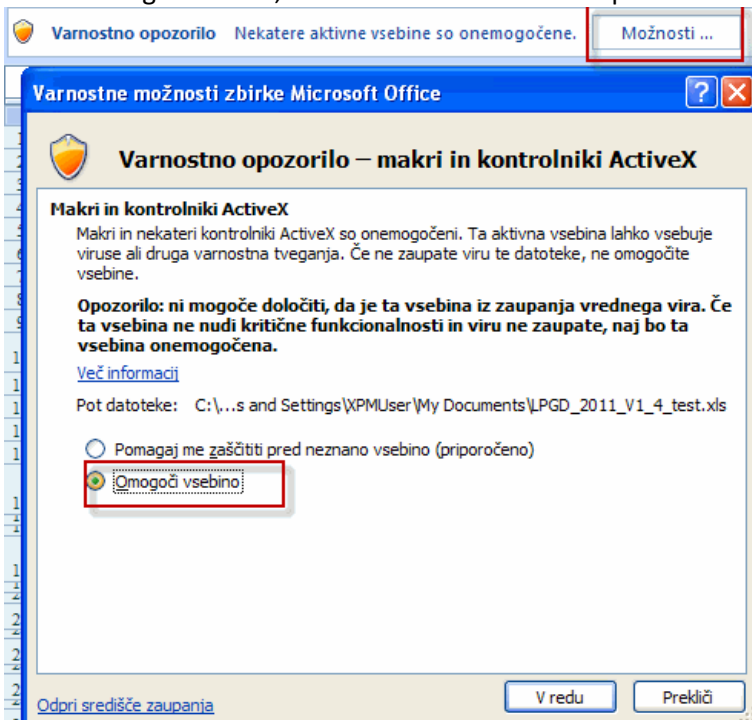 Varnostno opozorilo Nekatere aktivne vsebine so onemogočene. Možnosti ...
Varnostne možnosti zbirke Microsoft Office
Varnostno opozorilo – makri in kontrolniki ActiveX
Makri in kontrolniki ActiveX
Makri in nekateri kontrolniki ActiveX so onemogočeni. Ta aktivna vsebina lahko vsebuje
viruse ali druga varnostna tveganja. Če ne zaupate viru te datoteke, ne omogočite
vsebine.
Opozorilo: ni mogoče določiti, da je ta vsebina iz zaupanja vrednega vira. Če
ta vsebina ne nudi kritične funkcionalnosti in viru ne zaupate, naj bo ta
vsebina onemogočena.
Več informacij
Pot datoteke: C:\...s and Settings\XPMUser\My Documents\LPGD_2011_V1_4_test.xls
Pomagaj me zaščititi pred neznano vsebino (priporočeno)
Omogoči vsebino
Odpri središče zaupanja
V redu Prekliči